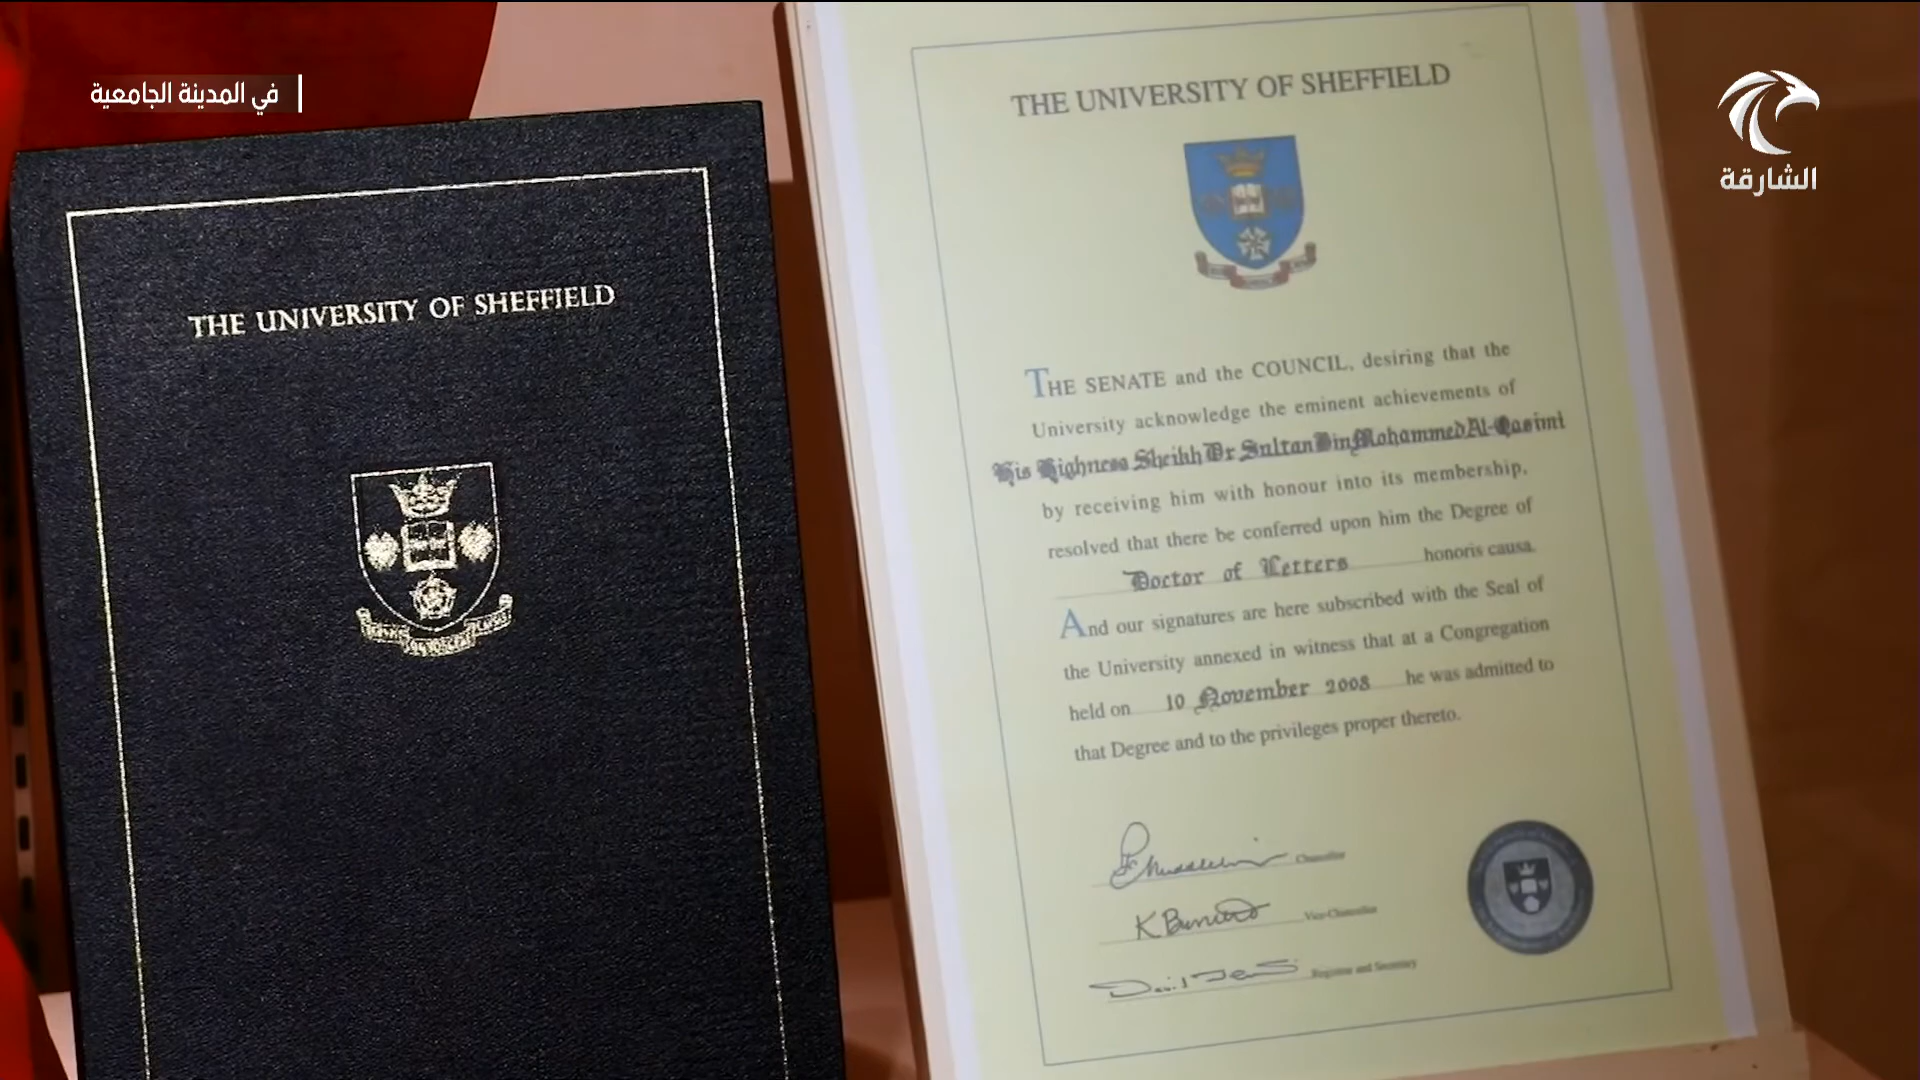 في المدينة الجامعية
الشارقة
THE UNIVERSITY OF SHEFFIELD
THE UNIVERSITY OF SHEFFIELD
THE SENATE and the COUNCIL, desiring that the
University acknowledge the eminent achievements of
His Highness Sheikh Dr Sultan Bin Mohammed Al-Qasimi
by receiving him with honour into its membership,
resolved that there be conferred upon him the Degree of
Doctor of Letters honoris causa.
And our signatures are here subscribed with the Seal of
the University annexed in witness that at a Congregation
held on 10 November 2008 he was admitted to
that Degree and to the privileges proper thereto.
Chancellor
Vice-Chancellor
Registrar and Secretary